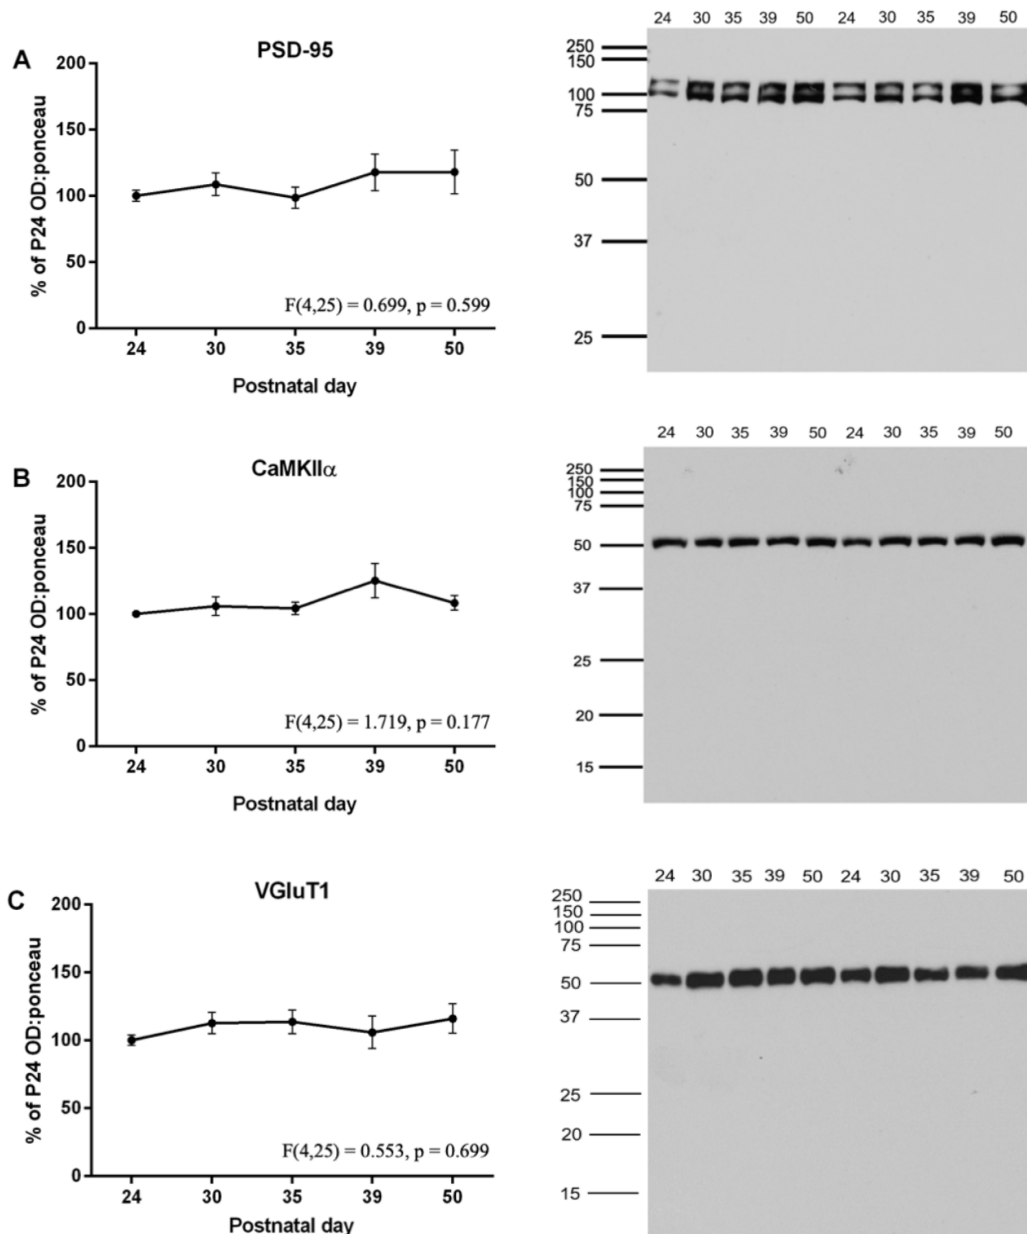 A
PSD-95
% of P24 OD:ponceau
200
150
100
50
0
24 30 35 39 50
Postnatal day
F(4,25) = 0.699, p = 0.599
24 30 35 39 50 24 30 35 39 50
250
150
100
75
50
37
25
B
CaMKIIα
% of P24 OD:ponceau
200
150
100
50
0
24 30 35 39 50
Postnatal day
F(4,25) = 1.719, p = 0.177
24 30 35 39 50 24 30 35 39 50
250
150
100
75
50
37
25
20
15
C
VGluT1
% of P24 OD:ponceau
200
150
100
50
0
24 30 35 39 50
Postnatal day
F(4,25) = 0.553, p = 0.699
24 30 35 39 50 24 30 35 39 50
250
150
100
75
50
37
25
20
15